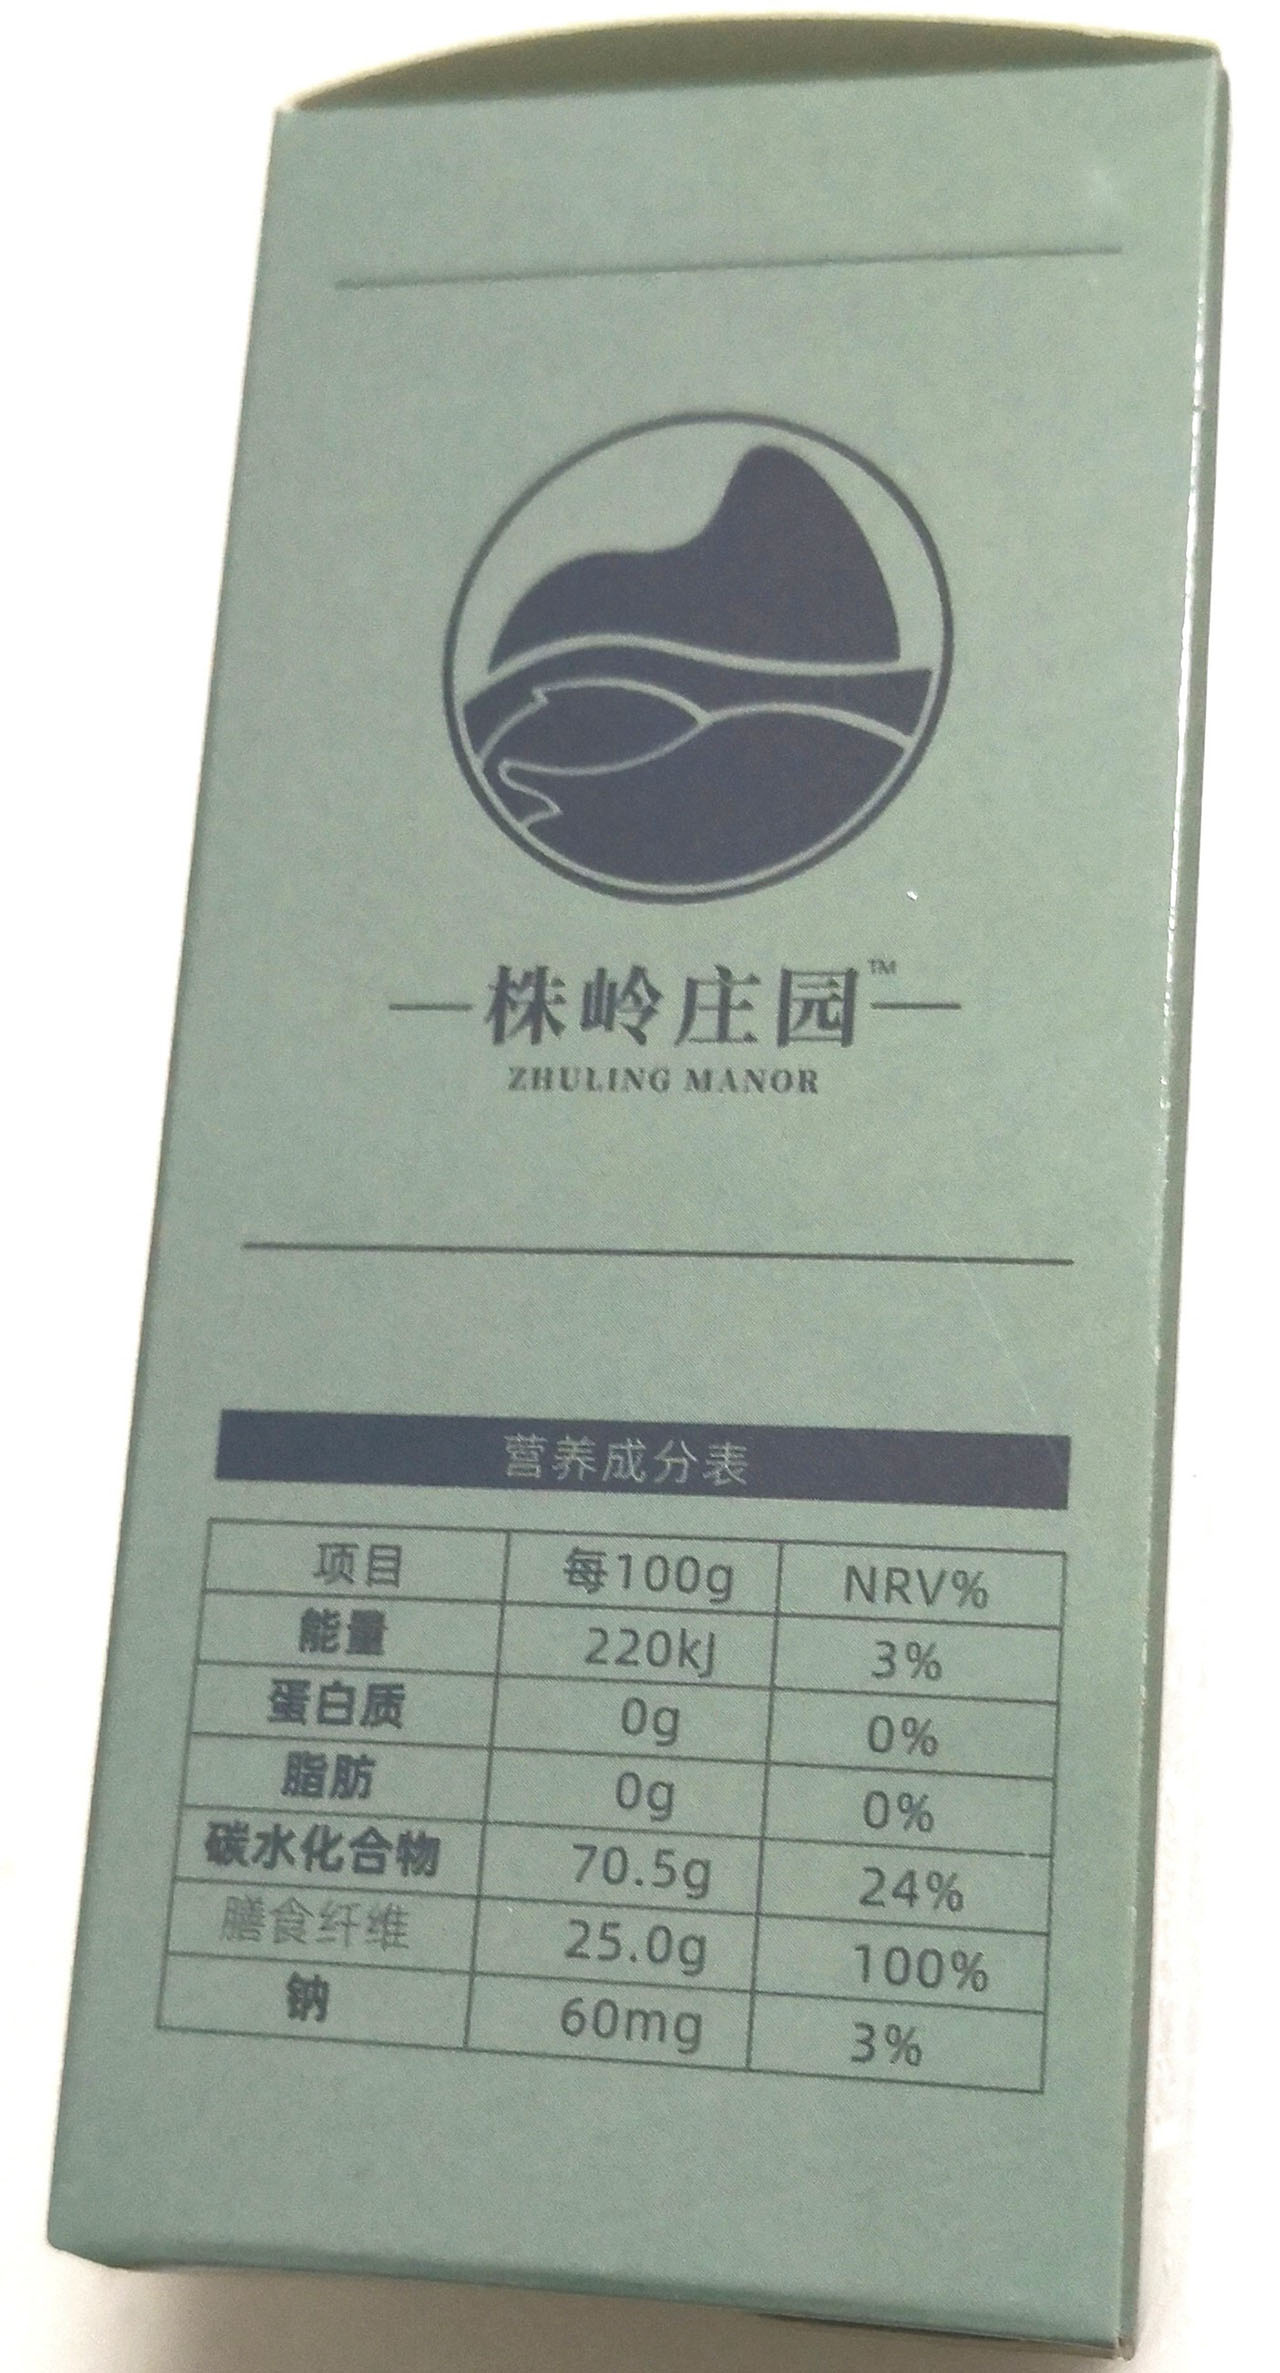 株岭庄园™
ZHULING MANOR
营养成分表
项目 每100g NRV%
能量 220kJ 3%
蛋白质 0g 0%
脂肪 0g 0%
碳水化合物 70.5g 24%
膳食纤维 25.0g 100%
钠 60mg 3%